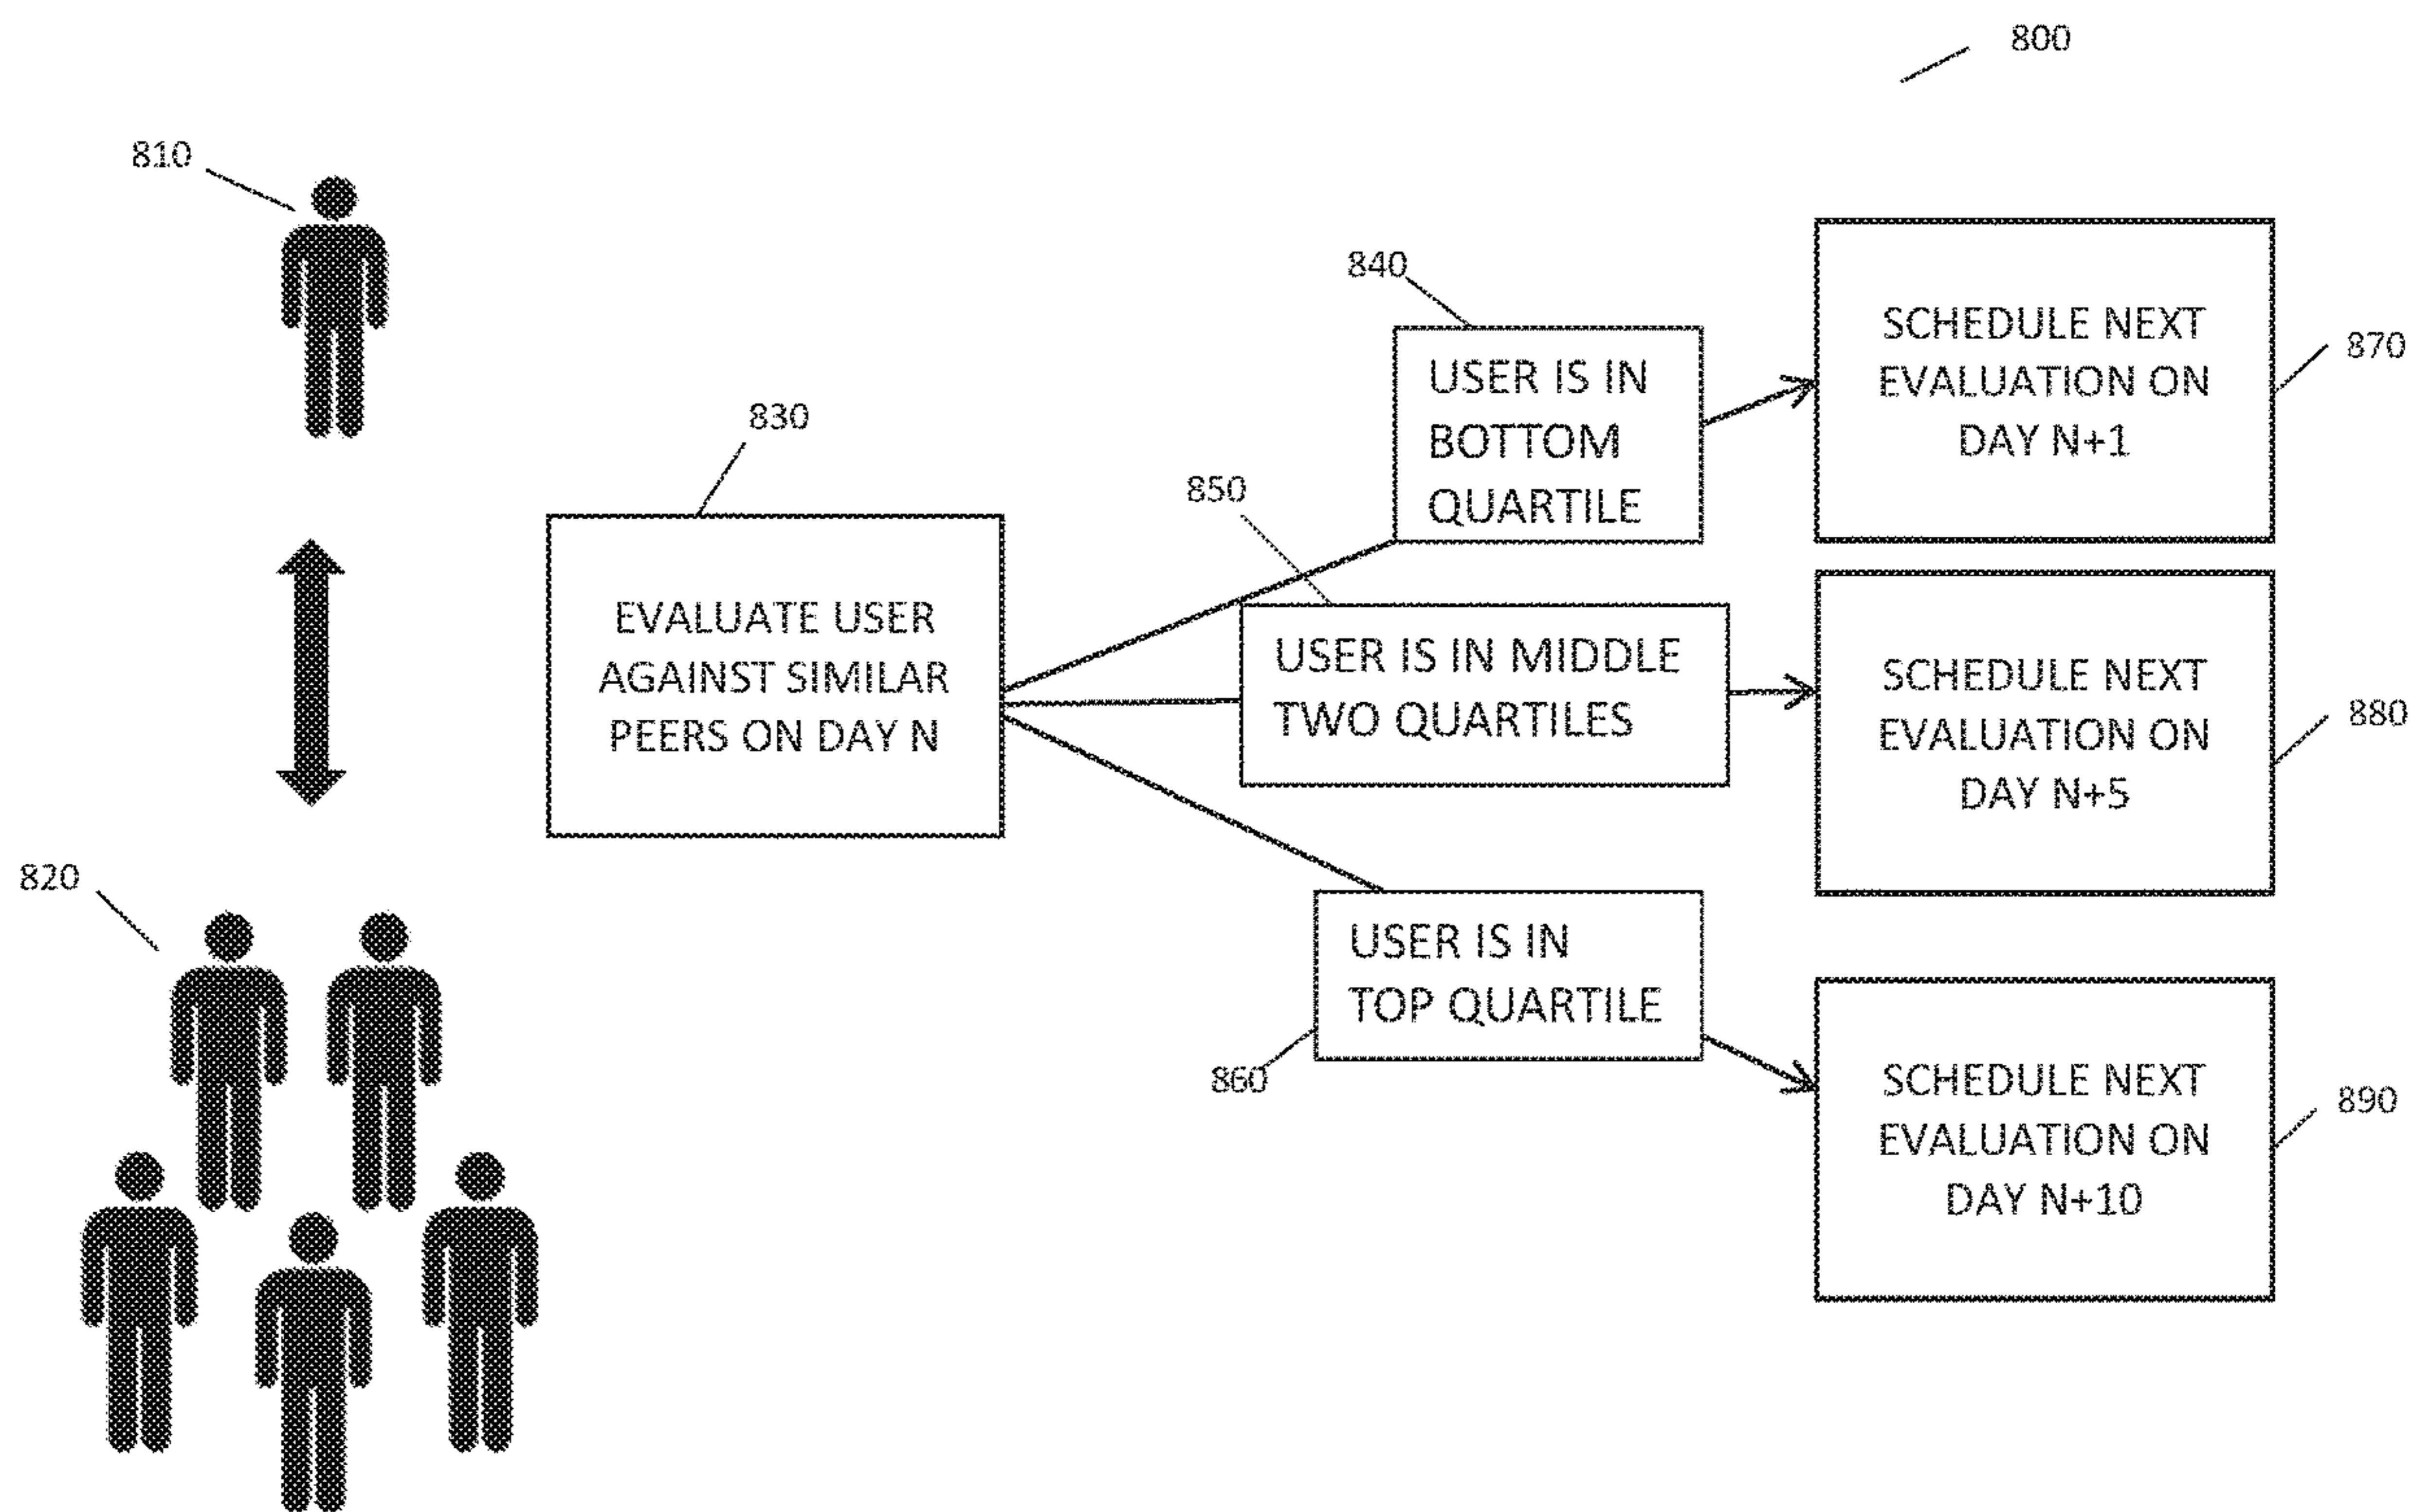 800
810
840
SCHEDULE NEXT
EVALUATION ON
DAY N+1
870
USER IS IN
BOTTOM
QUARTILE
830
850
EVALUATE USER
AGAINST SIMILAR
PEERS ON DAY N
USER IS IN MIDDLE
TWO QUARTILES
SCHEDULE NEXT
EVALUATION ON
DAY N+5
880
820
USER IS IN
TOP QUARTILE
860
SCHEDULE NEXT
EVALUATION ON
DAY N+10
890